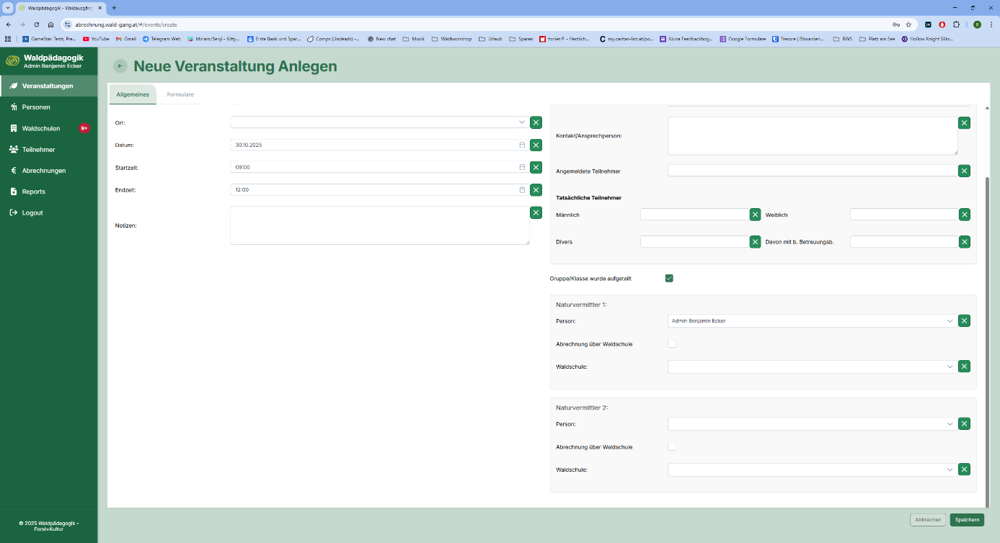 Waldpädagogik - Waldausgäng
abrechnung.wald-gang.at/#/events/create
GameStar: Tests, Pre...
YouTube
Gmail
Telegram Web
Miriam/Benji - Kitty...
Erste Bank und Spar...
Comps (Undeads) -...
New chat
Musik
Waldworkshop
Urlaub
Sparen
tonies® - Herzlich...
my.caritas-linz.at/po...
Aluna Feedbackbog...
Google Formulare
Tresore | Bitwarden...
BWS
Platz am See
Hollow Knight Silks...
Waldpädagogik
Admin Benjamin Ecker
Veranstaltungen
Personen
Waldschulen 9+
Teilnehmer
Abrechnungen
Reports
Logout
© 2025 Waldpädagogik –
Forst+Kultur
Neue Veranstaltung Anlegen
Allgemeines Formulare
Ort:
Datum: 30.10.2025
Startzeit: 09:00
Endzeit: 12:00
Notizen:
Kontakt/Ansprechperson:
Angemeldete Teilnehmer
Tatsächliche Teilnehmer
Männlich Weiblich
Divers Davon mit b. Betreuungsb.
Gruppe/Klasse wurde aufgeteilt
Naturvermittler 1:
Person: Admin Benjamin Ecker
Abrechnung über Waldschule
Waldschule:
Naturvermittler 2:
Person:
Abrechnung über Waldschule
Waldschule:
Abbrechen Speichern